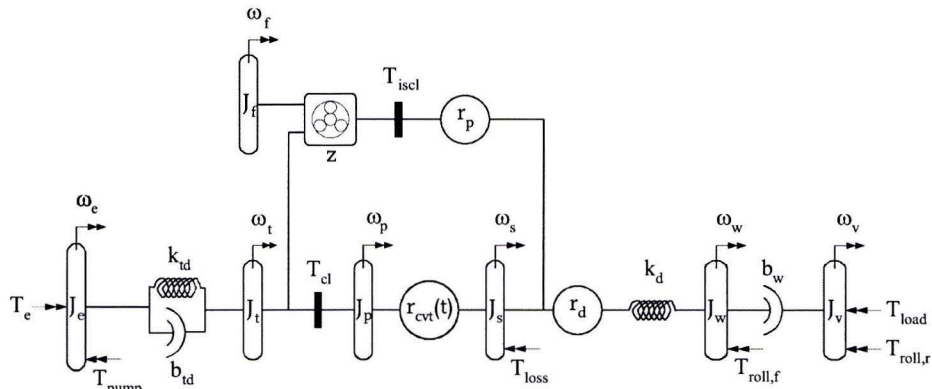 ω_f
T_iscl
J_f
r_p
z
ω_e
ω_t
ω_p
ω_s
ω_w
ω_v
k_td
T_cl
k_d
b_w
T_e
J_e
J_t
J_p
r_cvt(t)
J_s
r_d
J_w
J_v
T_load
T_pump
b_td
T_loss
T_roll,f
T_roll,r